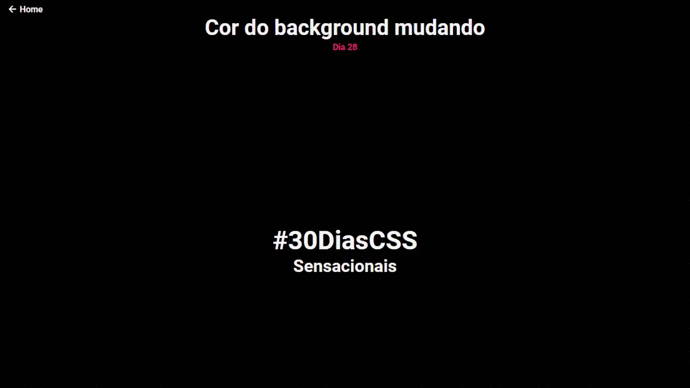 Home
Cor do background mudando
Dia 28
#30DiasCSS
Sensacionais